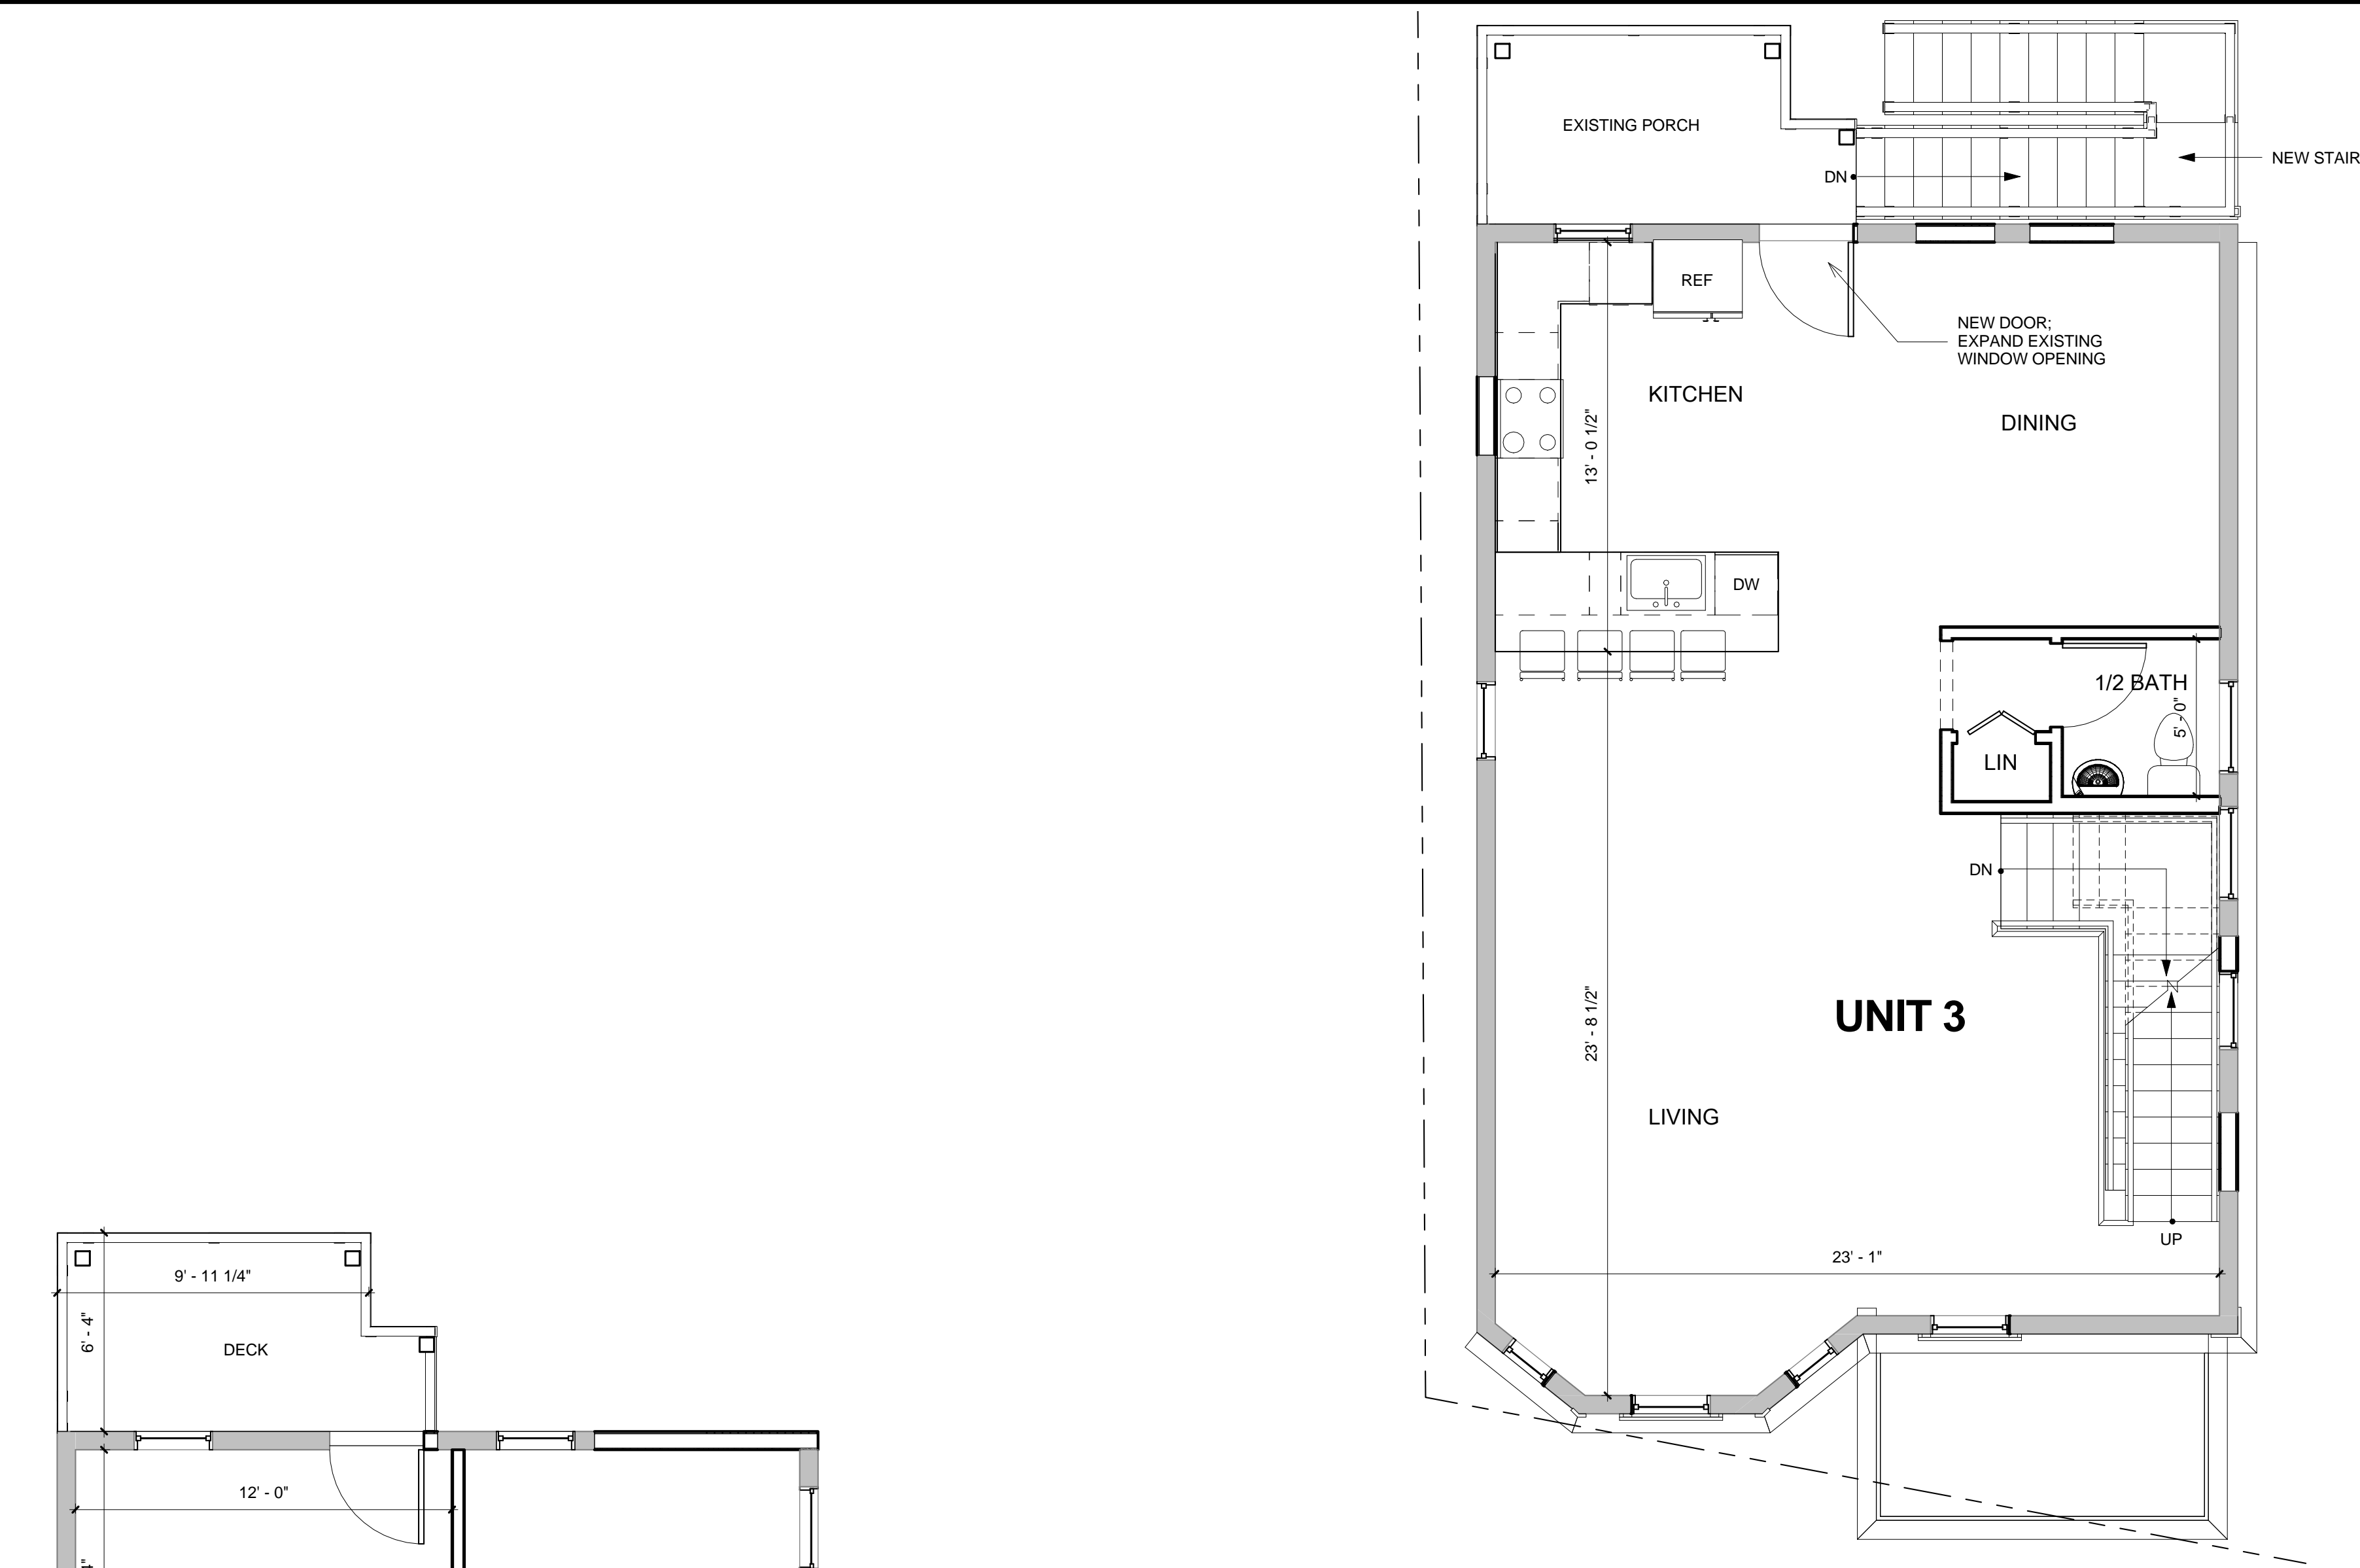 EXISTING PORCH
NEW STAIR
DN
REF
NEW DOOR;
EXPAND EXISTING
WINDOW OPENING
KITCHEN
DINING
13' - 0 1/2"
DW
1/2 BATH
5' - 0"
LIN
DN
UNIT 3
23' - 8 1/2"
LIVING
UP
23' - 1"
9' - 11 1/4"
6' - 4"
DECK
12' - 0"